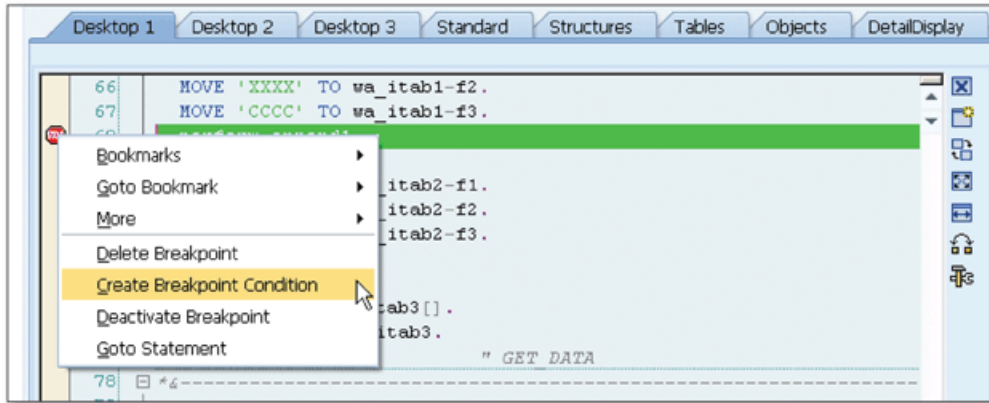 Desktop 1 Desktop 2 Desktop 3 Standard Structures Tables Objects DetailDisplay
66 MOVE 'XXXX' TO wa_itab1-f2.
67 MOVE 'CCCC' TO wa_itab1-f3.
Bookmarks
_itab2-f1.
Goto Bookmark
_itab2-f2.
More
_itab2-f3.
Delete Breakpoint
Create Breakpoint Condition
tab3[].
Deactivate Breakpoint
itab3.
Goto Statement
" GET_DATA
78 *&---------------------------------------------------------------